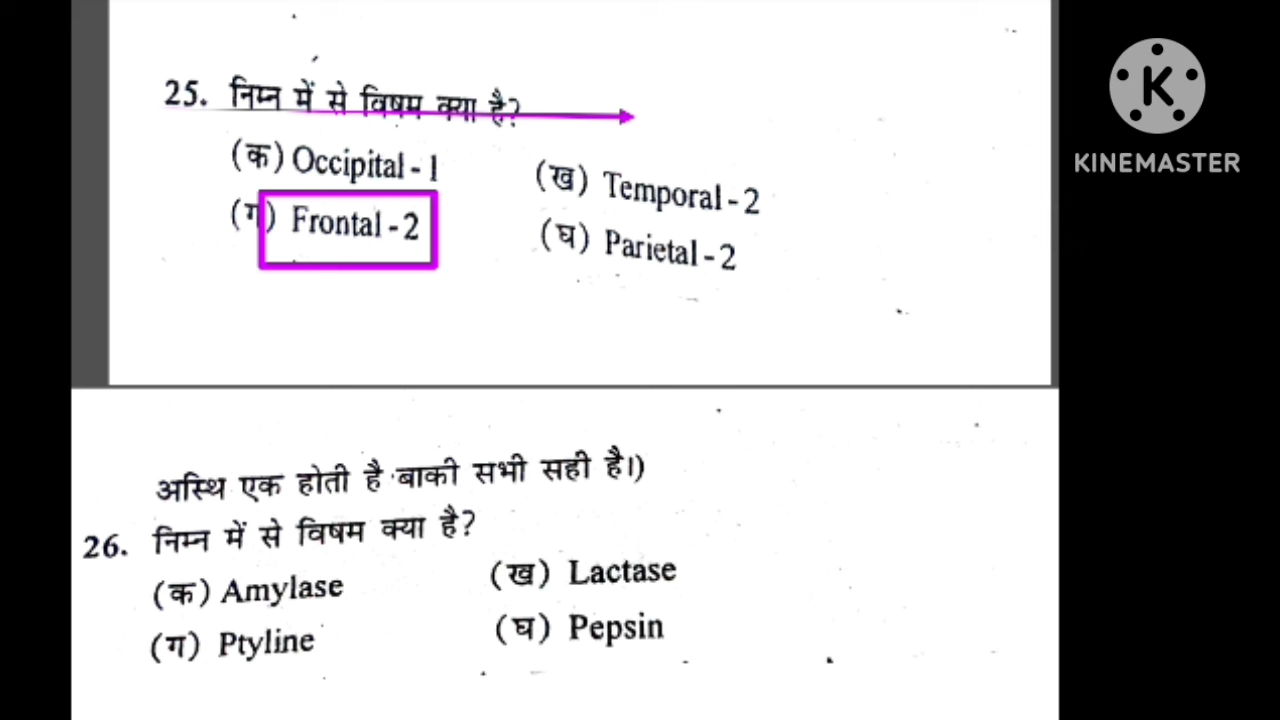 25. निम्न में से विषम क्या है?
(क) Occipital - 1
(ख) Temporal - 2
(ग) Frontal - 2
(घ) Parietal - 2
KINEMASTER
अस्थि एक होती है बाकी सभी सही है।)
26. निम्न में से विषम क्या है?
(क) Amylase
(ख) Lactase
(ग) Ptyline
(घ) Pepsin